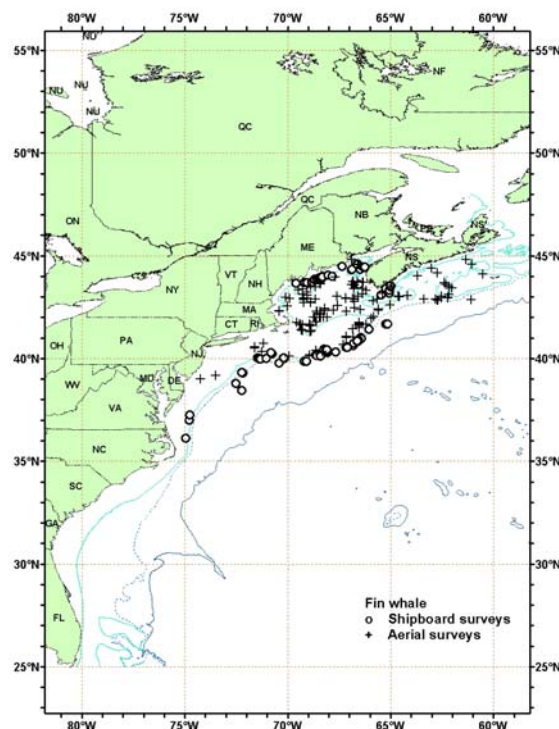 80°W 75°W 70°W 65°W 60°W
55°N 55°N
ND
NU
NU
NU
NF
QC
50°N 50°N
QC
ON
NB
PE
NS
ME
45°N 45°N
NS
VT
NH
NY
MA
CT RI
PA
OH
NJ
40°N 40°N
MD
DE
WV
VA
NC
35°N 35°N
SC
GA
30°N 30°N
Fin whale
Shipboard surveys
FL
Aerial surveys
25°N 25°N
80°W 75°W 70°W 65°W 60°W